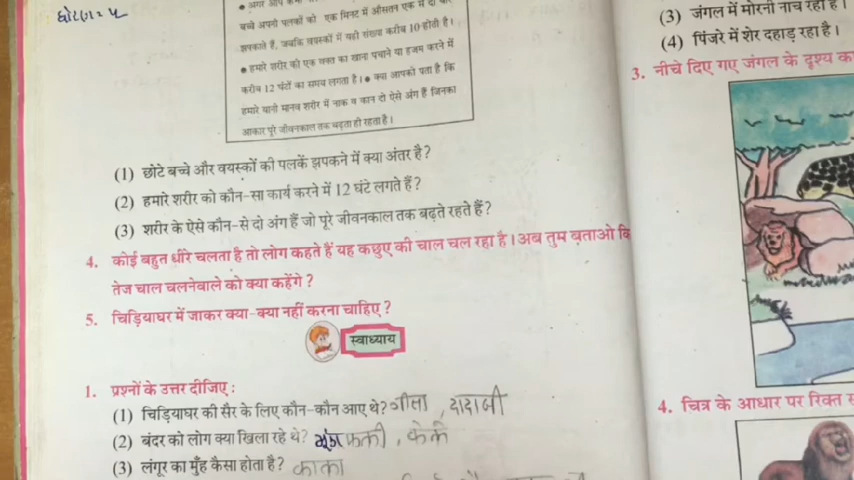 धोरण = ५
बच्चे अपनी पलकों को एक मिनट में औसतन एक से दो बार
झपकाते हैं, जबकि वयस्कों में यही संख्या करीब 10 होती है।
● हमारे शरीर को एक वक्त का खाना पचाने या हजम करने में
करीब 12 घंटों का समय लगता है। ● क्या आपको पता है कि
हमारे यानी मानव शरीर में नाक व कान दो ऐसे अंग हैं जिनका
आकार पूरे जीवनकाल तक बढ़ता ही रहता है।
(1) छोटे बच्चे और वयस्कों की पलकें झपकने में क्या अंतर है?
(2) हमारे शरीर को कौन-सा कार्य करने में 12 घंटे लगते हैं?
(3) शरीर के ऐसे कौन-से दो अंग हैं जो पूरे जीवनकाल तक बढ़ते रहते हैं?
4. कोई बहुत धीरे चलता है तो लोग कहते हैं यह कछुए की चाल चल रहा है। अब तुम बताओ कि
तेज चाल चलनेवाले को क्या कहेंगे ?
5. चिड़ियाघर में जाकर क्या-क्या नहीं करना चाहिए ?
स्वाध्याय
1. प्रश्नों के उत्तर दीजिए :
(1) चिड़ियाघर की सैर के लिए कौन-कौन आए थे? , दादाजी
(2) बंदर को लोग क्या खिला रहे थे? , केले
(3) लंगूर का मुँह कैसा होता है? काला
(3) जंगल में मोरनी नाच रही है।
(4) पिंजरे में शेर दहाड़ रहा है।
3. नीचे दिए गए जंगल के दृश्य का
4. चित्र के आधार पर रिक्त